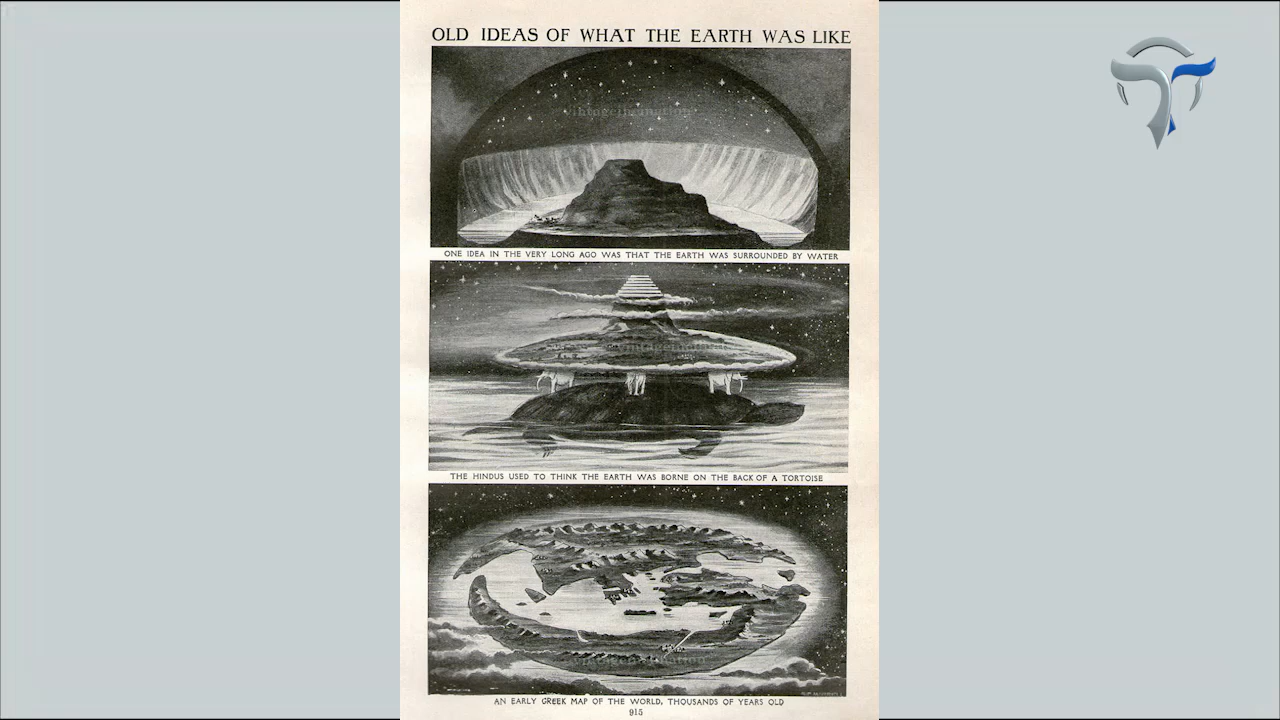 OLD IDEAS OF WHAT THE EARTH WAS LIKE
vintageincination
ONE IDEA IN THE VERY LONG AGO WAS THAT THE EARTH WAS SURROUNDED BY WATER
THE HINDUS USED TO THINK THE EARTH WAS BORNE ON THE BACK OF A TORTOISE
AN EARLY GREEK MAP OF THE WORLD, THOUSANDS OF YEARS OLD
915